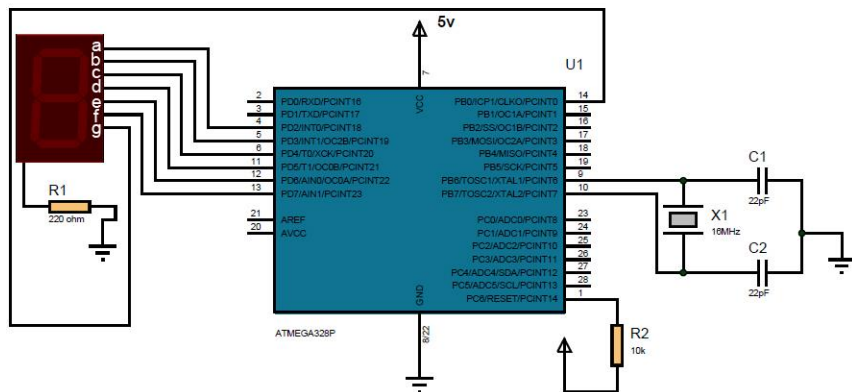 5v
U1
a
b
c
d
e
f
g
R1
220 ohm
7
VCC
2 PD0/RXD/PCINT16
3 PD1/TXD/PCINT17
4 PD2/INT0/PCINT18
5 PD3/INT1/OC2B/PCINT19
6 PD4/T0/XCK/PCINT20
11 PD5/T1/OC0B/PCINT21
12 PD6/AIN0/OC0A/PCINT22
13 PD7/AIN1/PCINT23
21 AREF
20 AVCC
PB0/ICP1/CLKO/PCINT0 14
PB1/OC1A/PCINT1 15
PB2/SS/OC1B/PCINT2 16
PB3/MOSI/OC2A/PCINT3 17
PB4/MISO/PCINT4 18
PB5/SCK/PCINT5 19
PB6/TOSC1/XTAL1/PCINT6 9
PB7/TOSC2/XTAL2/PCINT7 10
PC0/ADC0/PCINT8 23
PC1/ADC1/PCINT9 24
PC2/ADC2/PCINT10 25
PC3/ADC3/PCINT11 26
PC4/ADC4/SDA/PCINT12 27
PC5/ADC5/SCL/PCINT13 28
PC6/RESET/PCINT14 1
GND
8/22
ATMEGA328P
C1
22pF
X1
16MHz
C2
22pF
R2
10k